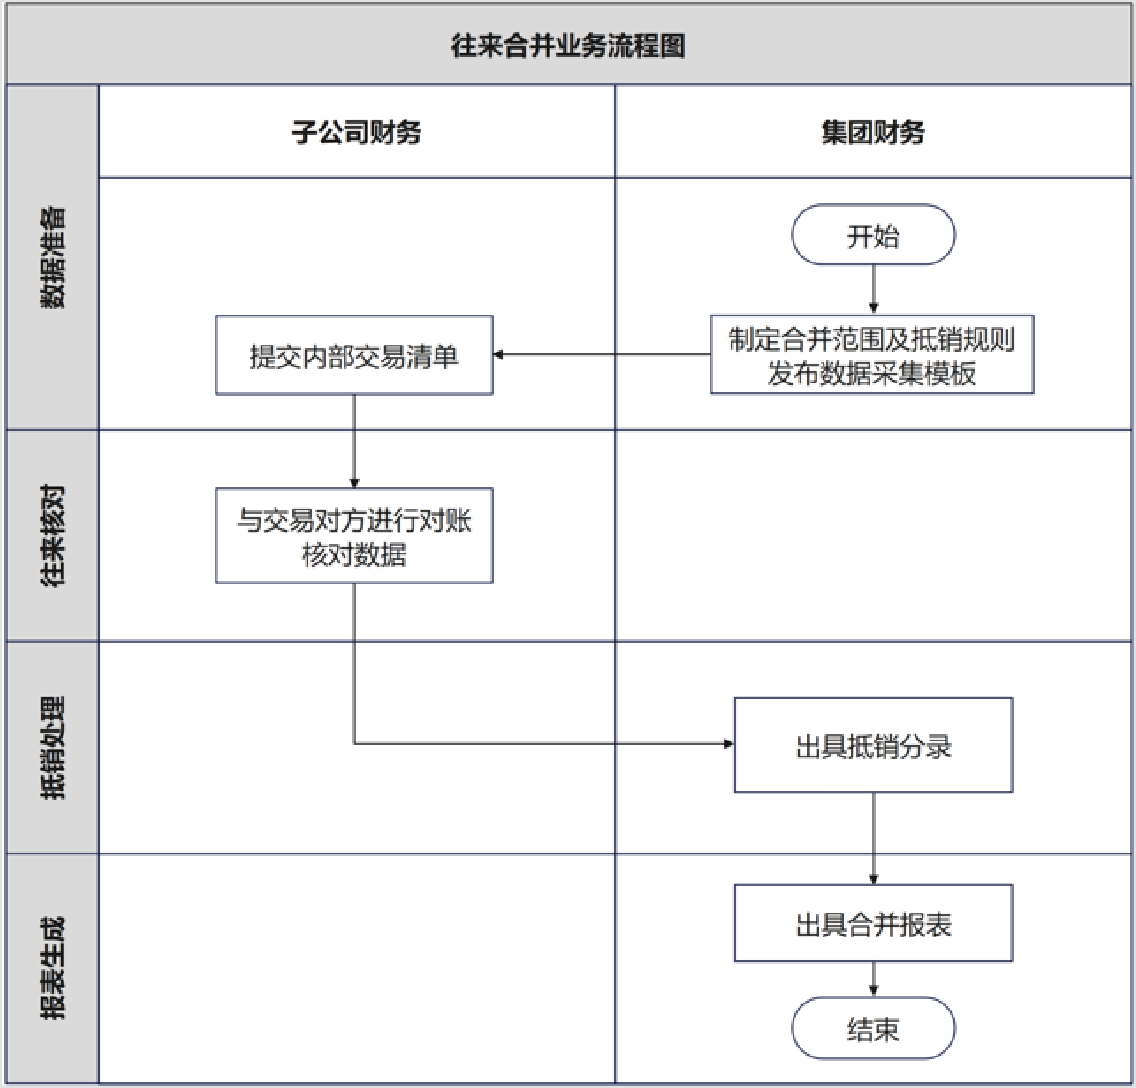 往来合并业务流程图
子公司财务
集团财务
数据准备
开始
制定合并范围及抵销规则
发布数据采集模板
提交内部交易清单
往来核对
与交易对方进行对账
核对数据
抵销处理
出具抵销分录
报表生成
出具合并报表
结束